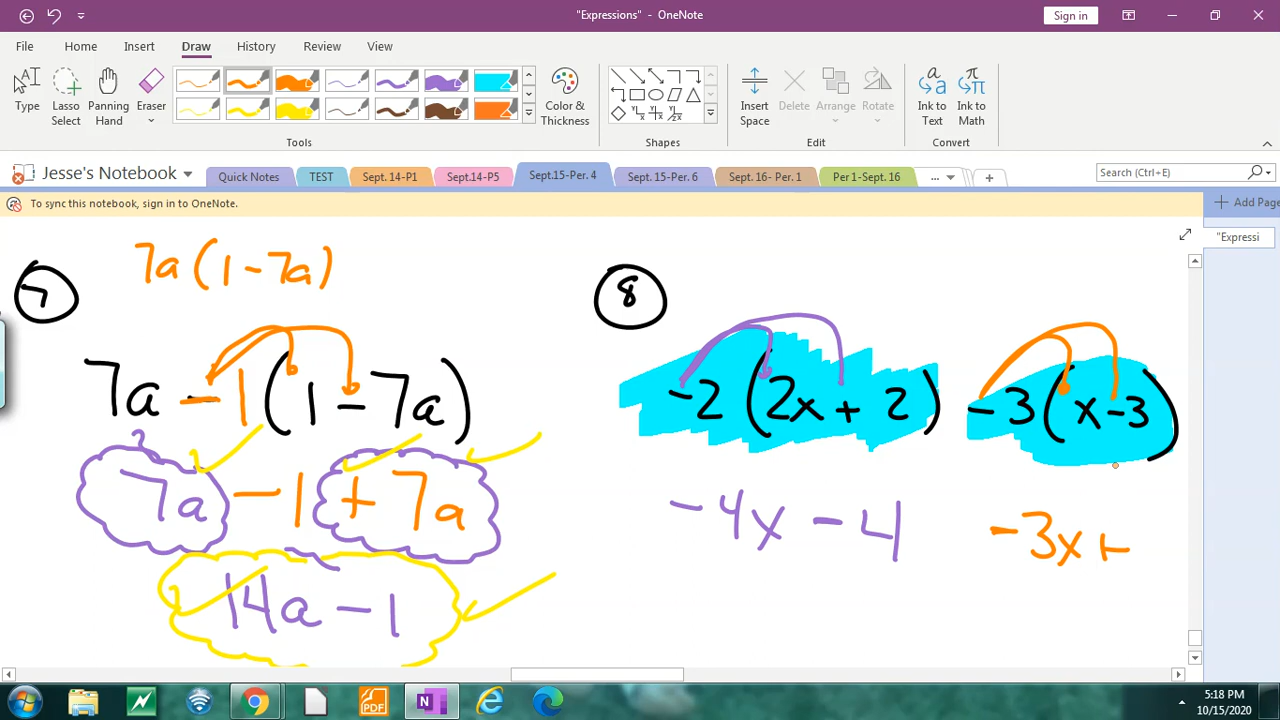 "Expressions" - OneNote
Sign in
File Home Insert Draw History Review View
Type
Lasso Select
Panning Hand
Eraser
Color & Thickness
Insert Space
Delete
Arrange
Rotate
Ink to Text
Ink to Math
Tools Shapes Edit Convert
Jesse's Notebook
Quick Notes TEST Sept. 14-P1 Sept.14-P5 Sept.15-Per. 4 Sept. 15-Per. 6 Sept. 16- Per. 1 Per 1-Sept. 16 ...
Search (Ctrl+E)
To sync this notebook, sign in to OneNote.
Add Page
"Expressi
7a(1-7a)
7
7a - 1(1 - 7a)
7a - 1 + 7a
14a - 1
8
-2(2x + 2) -3(x-3)
-4x - 4 -3x +
5:18 PM
10/15/2020